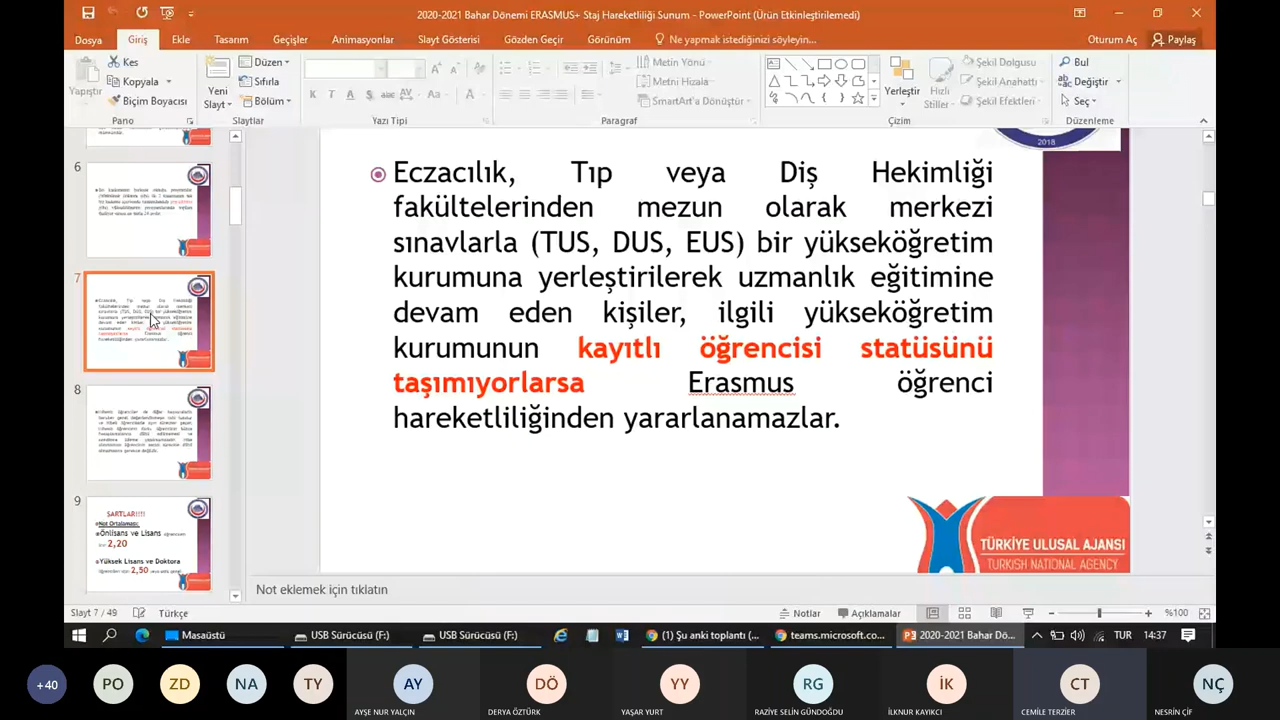 2020-2021 Bahar Dönemi ERASMUS+ Staj Hareketliliği Sunum - PowerPoint (Ürün Etkinleştirilemedi)
Dosya Giriş Ekle Tasarım Geçişler Animasyonlar Slayt Gösterisi Gözden Geçir Görünüm Ne yapmak istediğinizi söyleyin... Oturum Aç Paylaş
Yapıştır
Kes
Kopyala
Biçim Boyacısı
Pano
Yeni
Slayt
Düzen
Sıfırla
Bölüm
Slaytlar
K T A S abc AV Aa A
Yazı Tipi
Metin Yönü
Metni Hizala
SmartArt'a Dönüştür
Paragraf
Yerleştir
Hızlı
Stiller
Şekil Dolgusu
Şekil Anahattı
Şekil Efektleri
Çizim
Bul
Değiştir
Seç
Düzenleme
6
7
8
9
ŞARTLAR!!!!
Not Ortalaması:
Önlisans ve Lisans
2,20
Yüksek Lisans ve Doktora
2,50
2018
Eczacılık, Tıp veya Diş Hekimliği
fakültelerinden mezun olarak merkezi
sınavlarla (TUS, DUS, EUS) bir yükseköğretim
kurumuna yerleştirilerek uzmanlık eğitimine
devam eden kişiler, ilgili yükseköğretim
kurumunun kayıtlı öğrencisi statüsünü
taşımıyorlarsa Erasmus öğrenci
hareketliliğinden yararlanamazlar.
TÜRKİYE ULUSAL AJANSI
TURKISH NATIONAL AGENCY
Not eklemek için tıklatın
Slayt 7 / 49 Türkçe Notlar Açıklamalar %100
Masaüstü USB Sürücüsü (F:) USB Sürücüsü (F:) (1) Şu anki toplantı (... teams.microsoft.co... 2020-2021 Bahar Dö... TUR 14:37
+40 PO ZD NA TY AY DÖ YY RG İK CT NÇ
AYŞE NUR YALÇIN DERYA ÖZTÜRK YAŞAR YURT RAZİYE SELİN GÜNDOĞDU İLKNUR KAYIKCI CEMİLE TERZİER NESRİN ÇİF